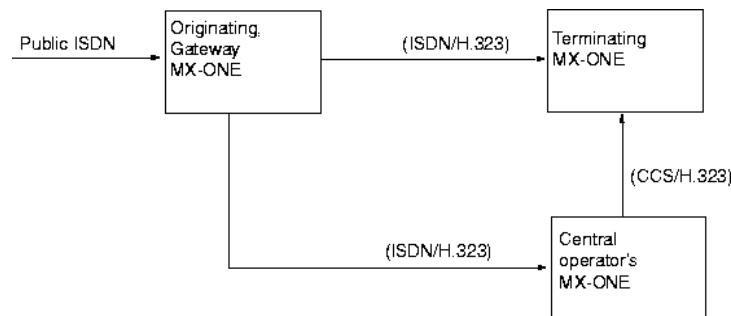 Public ISDN
Originating,
Gateway
MX-ONE
(ISDN/H.323)
Terminating
MX-ONE
(CCS/H.323)
(ISDN/H.323)
Central
operator's
MX-ONE